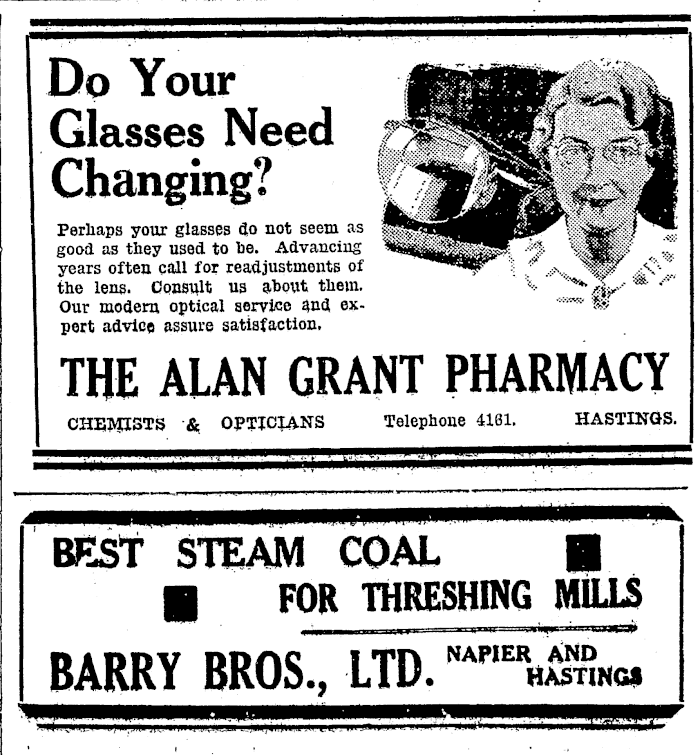 Do Your
Glasses Need
Changing?
Perhaps your glasses do not seem as
good as they used to be. Advancing
years often call for readjustments of
the lens. Consult us about them.
Our modern optical service and ex-
pert advice assure satisfaction.
THE ALAN GRANT PHARMACY
CHEMISTS & OPTICIANS Telephone 4161. HASTINGS.
BEST STEAM COAL
FOR THRESHING MILLS
BARRY BROS., LTD. NAPIER AND
HASTINGS